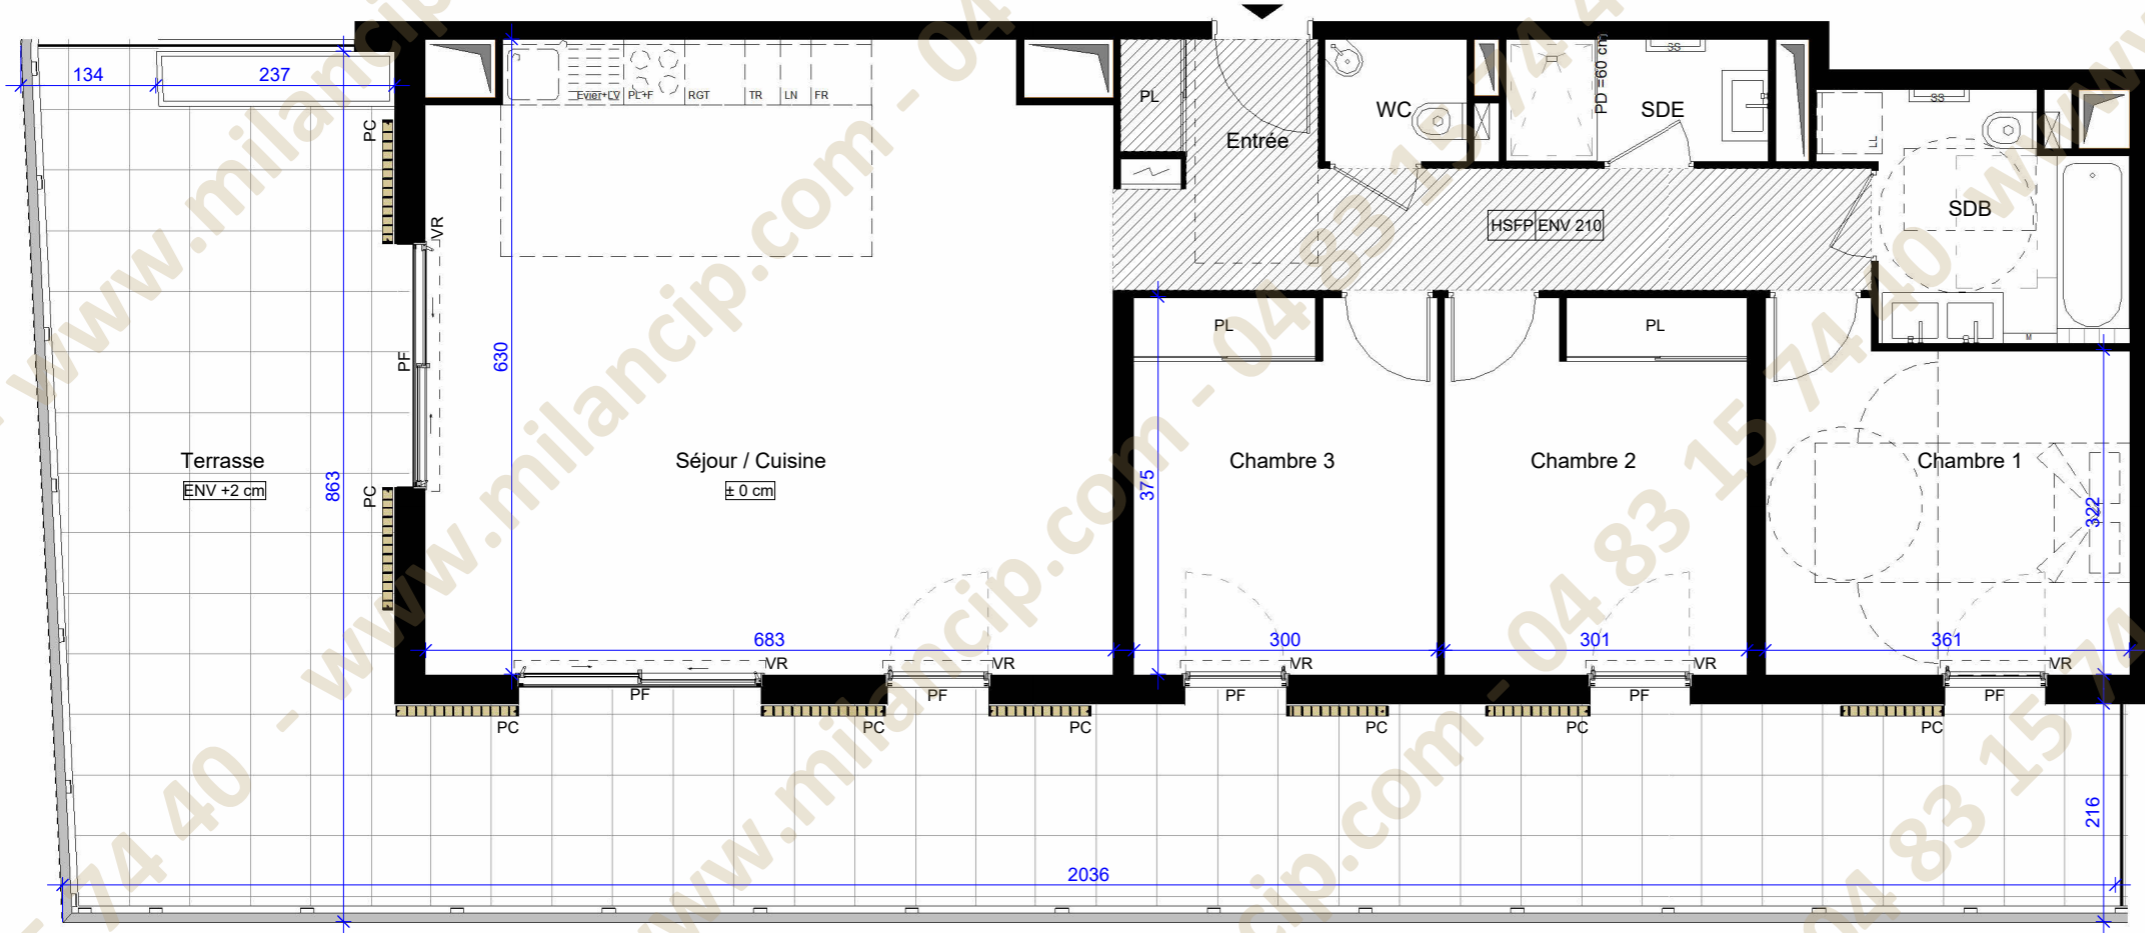 134
237
PC
VR
PF
PC
863
Terrasse
ENV +2 cm
Evier+LV
PL+F
RGT
TR
LN
FR
630
Séjour / Cuisine
± 0 cm
683
VR
VR
PF
PF
PC
PC
PC
PL
Entrée
WC
PD =60 cm
SS
SDE
HSFP ENV 210
SS
LL
SDB
M
PL
PL
375
Chambre 3
Chambre 2
Chambre 1
322
300
301
361
VR
VR
VR
PF
PF
PF
PC
PC
PC
216
2036
www.milancip.com - 04 83 15 74 40